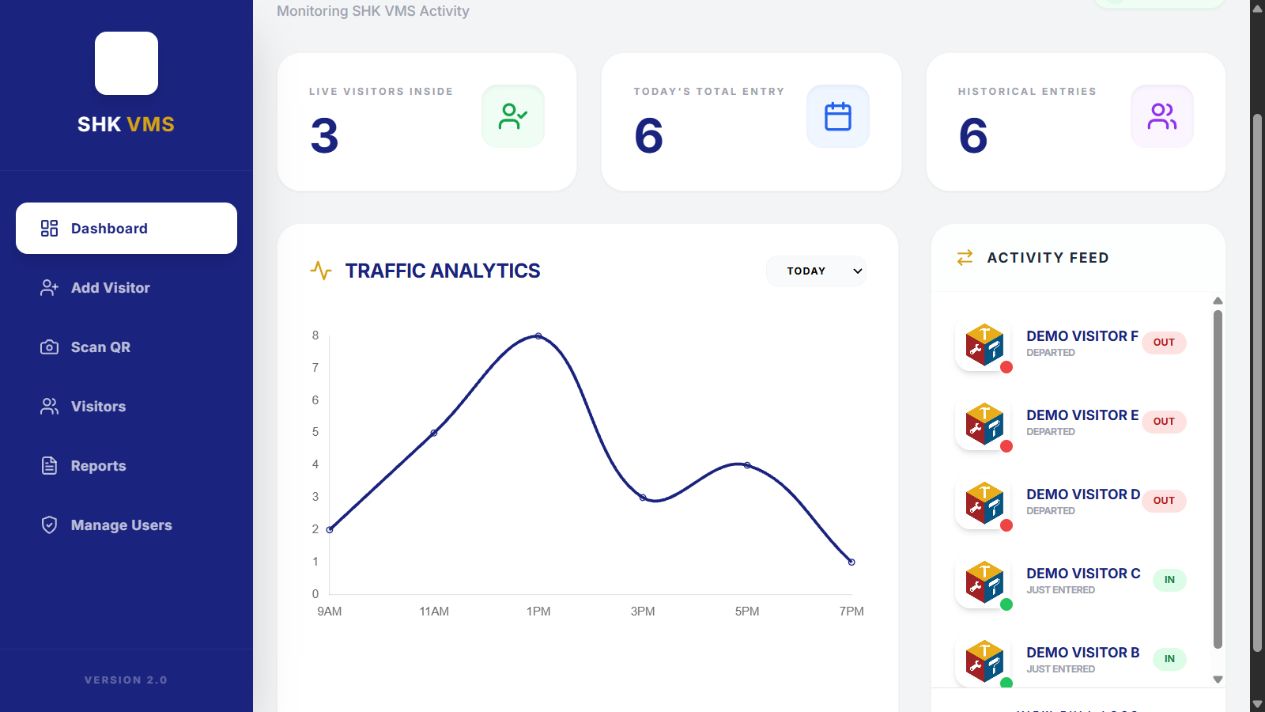 Monitoring SHK VMS Activity
SHK VMS
Dashboard
Add Visitor
Scan QR
Visitors
Reports
Manage Users
VERSION 2.0
LIVE VISITORS INSIDE
3
TODAY'S TOTAL ENTRY
6
HISTORICAL ENTRIES
6
TRAFFIC ANALYTICS
TODAY
8
7
6
5
4
3
2
1
0
9AM 11AM 1PM 3PM 5PM 7PM
ACTIVITY FEED
DEMO VISITOR F
DEPARTED
OUT
DEMO VISITOR E
DEPARTED
OUT
DEMO VISITOR D
DEPARTED
OUT
DEMO VISITOR C
JUST ENTERED
IN
DEMO VISITOR B
JUST ENTERED
IN